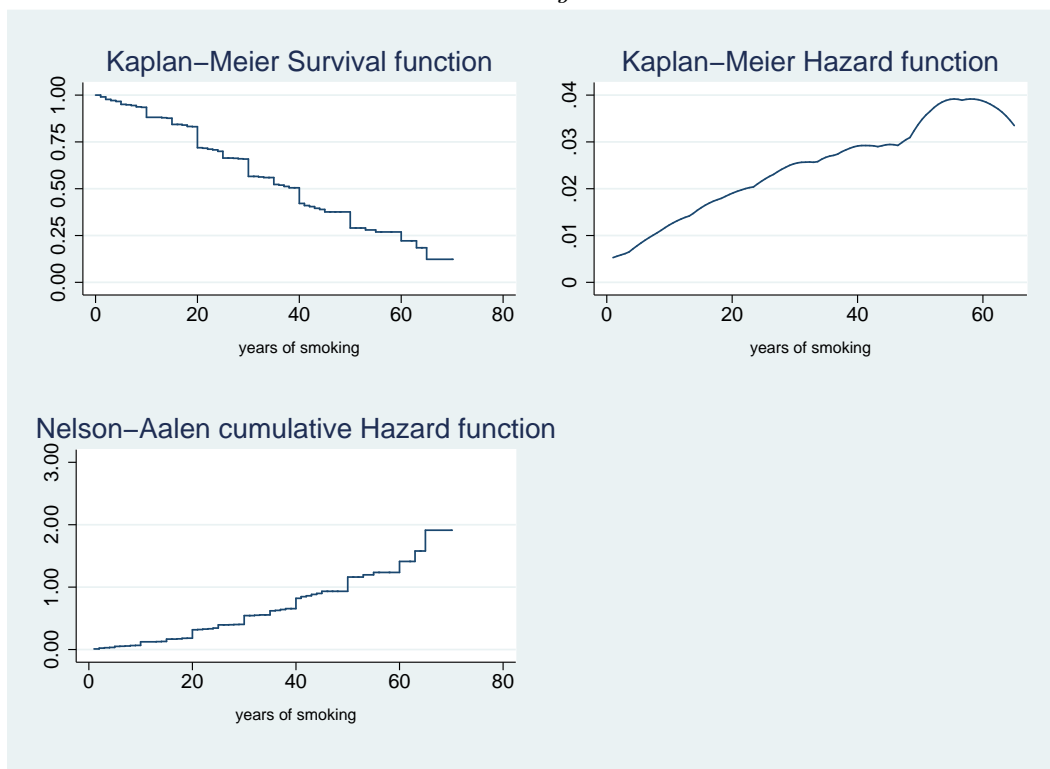 Kaplan–Meier Survival function
0.00 0.25 0.50 0.75 1.00
0 20 40 60 80
years of smoking
Kaplan–Meier Hazard function
0 .01 .02 .03 .04
0 20 40 60
years of smoking
Nelson–Aalen cumulative Hazard function
0.00 1.00 2.00 3.00
0 20 40 60 80
years of smoking